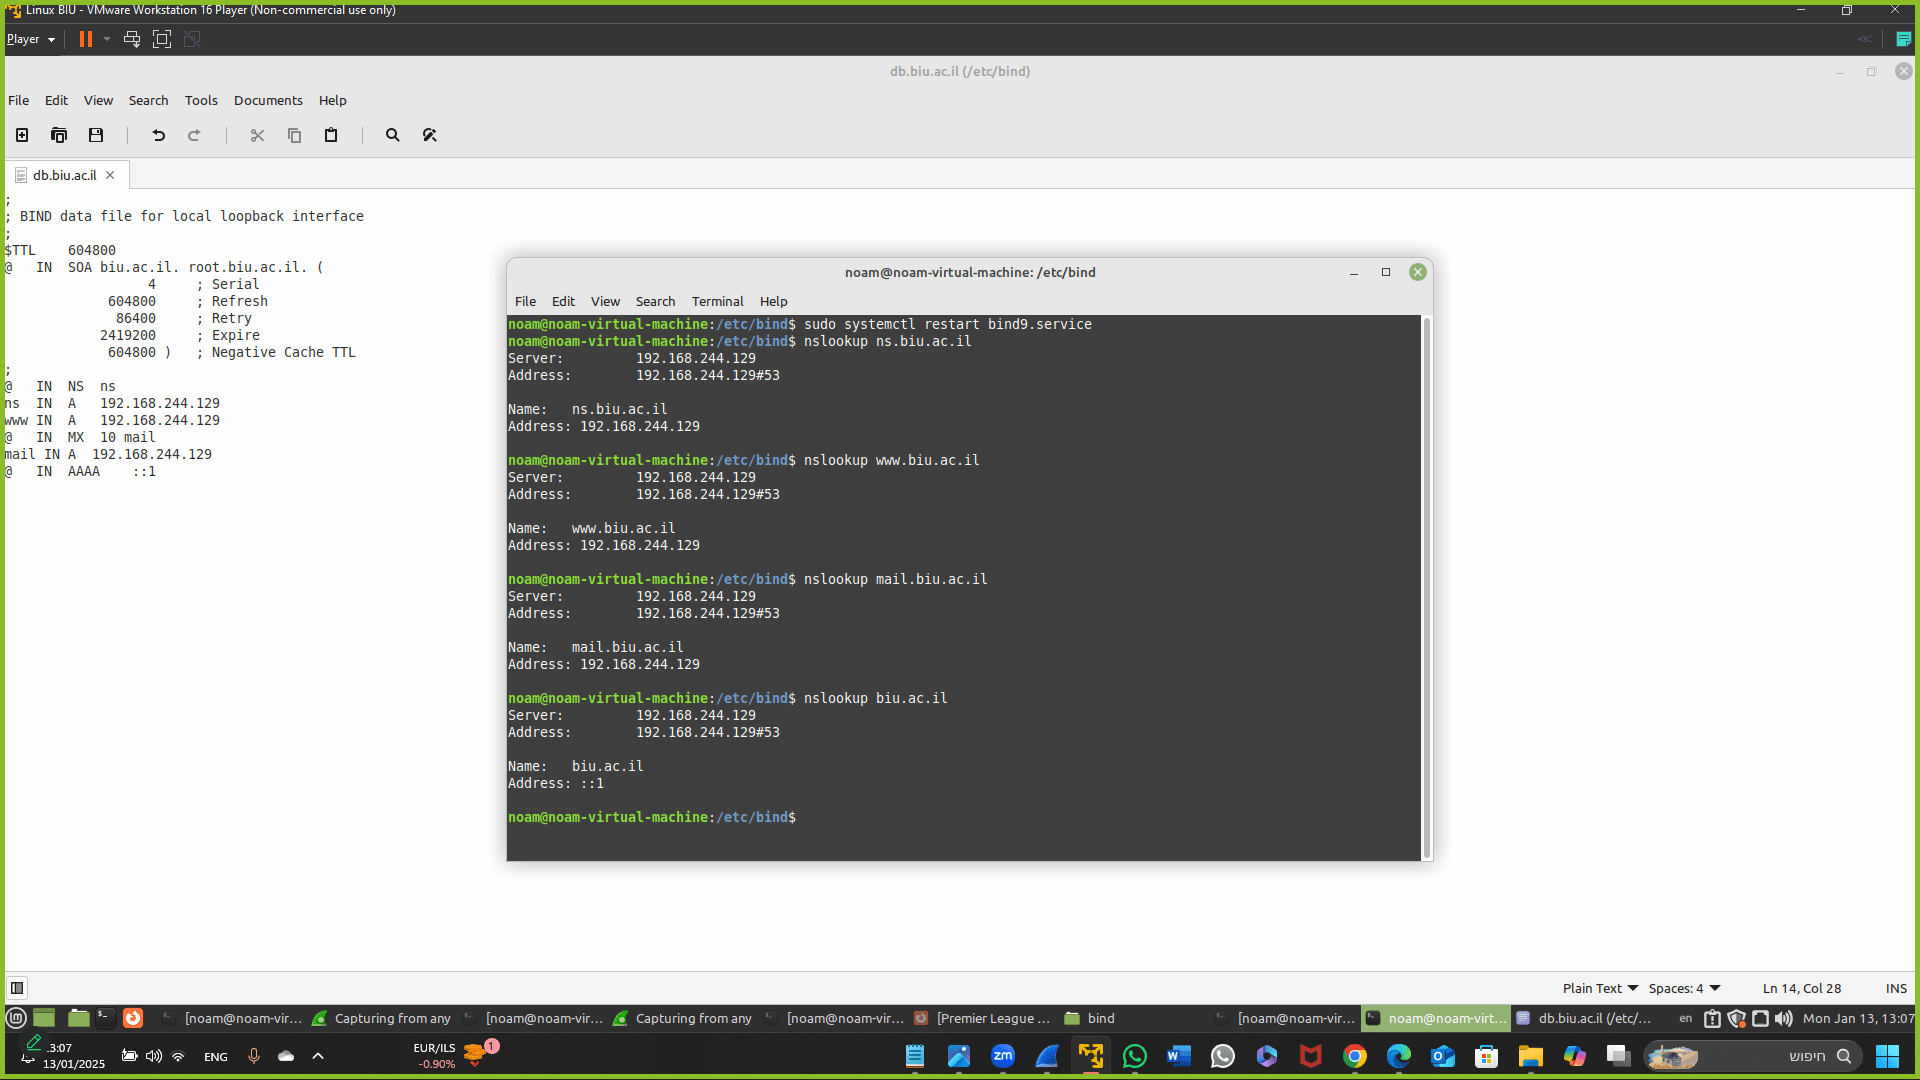 Linux BIU - VMware Workstation 16 Player (Non-commercial use only)
Player
db.biu.ac.il (/etc/bind)
File Edit View Search Tools Documents Help
db.biu.ac.il
;
; BIND data file for local loopback interface
;
$TTL    604800
@   IN  SOA biu.ac.il. root.biu.ac.il. (
4     ; Serial
604800     ; Refresh
86400     ; Retry
2419200     ; Expire
604800 )   ; Negative Cache TTL
;
@   IN  NS  ns
ns  IN  A   192.168.244.129
www IN  A   192.168.244.129
@   IN  MX  10 mail
mail IN A  192.168.244.129
@   IN  AAAA    ::1
noam@noam-virtual-machine: /etc/bind
File Edit View Search Terminal Help
noam@noam-virtual-machine:/etc/bind$ sudo systemctl restart bind9.service
noam@noam-virtual-machine:/etc/bind$ nslookup ns.biu.ac.il
Server:         192.168.244.129
Address:        192.168.244.129#53
Name:   ns.biu.ac.il
Address: 192.168.244.129
noam@noam-virtual-machine:/etc/bind$ nslookup www.biu.ac.il
Server:         192.168.244.129
Address:        192.168.244.129#53
Name:   www.biu.ac.il
Address: 192.168.244.129
noam@noam-virtual-machine:/etc/bind$ nslookup mail.biu.ac.il
Server:         192.168.244.129
Address:        192.168.244.129#53
Name:   mail.biu.ac.il
Address: 192.168.244.129
noam@noam-virtual-machine:/etc/bind$ nslookup biu.ac.il
Server:         192.168.244.129
Address:        192.168.244.129#53
Name:   biu.ac.il
Address: ::1
noam@noam-virtual-machine:/etc/bind$
Plain Text Spaces: 4 Ln 14, Col 28 INS
[noam@noam-vir... Capturing from any [noam@noam-vir... Capturing from any [noam@noam-vir... [Premier League ... bind [noam@noam-vir... noam@noam-virt... db.biu.ac.il (/etc/... en Mon Jan 13, 13:07
13:07
13/01/2025
ENG
EUR/ILS
-0.90%
1
zm
חיפוש